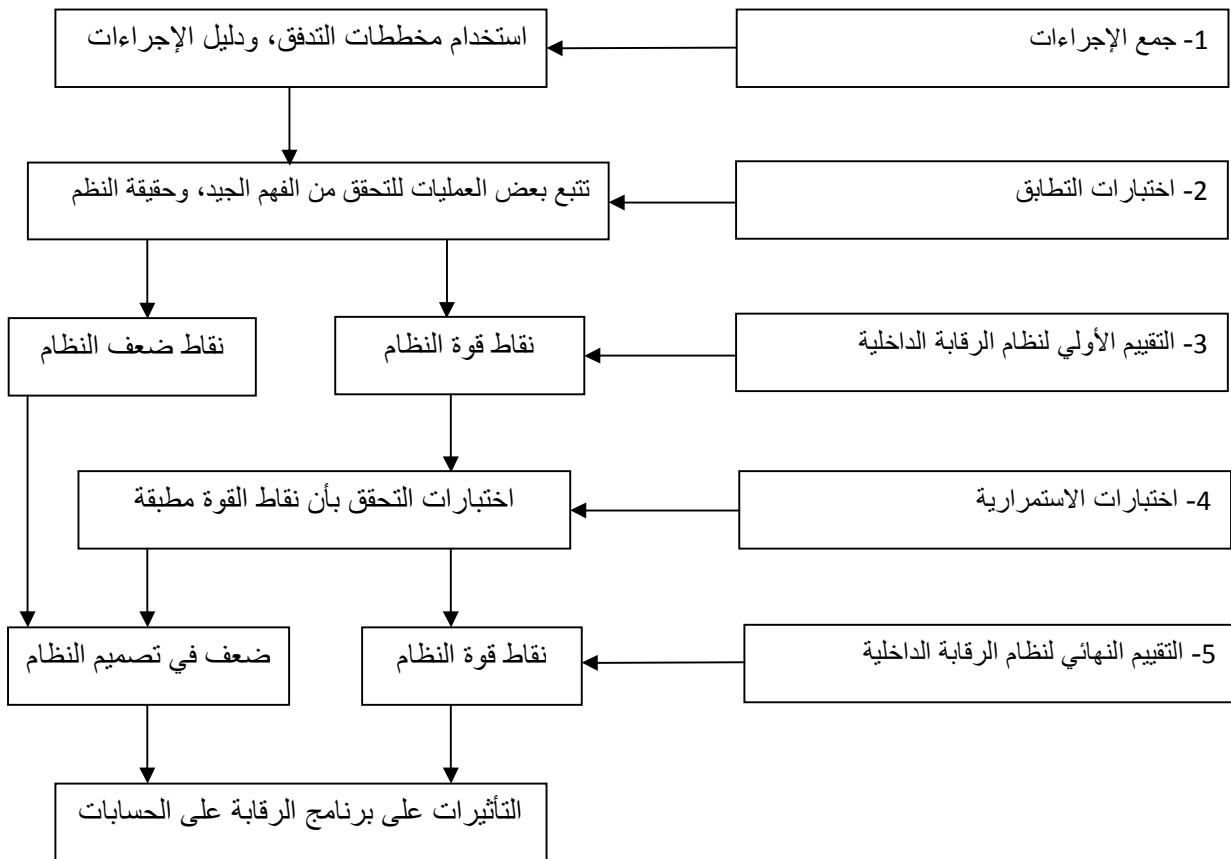 1- جمع الإجراءات
استخدام مخططات التدفق، ودليل الإجراءات
2- اختبارات التطابق
تتبع بعض العمليات للتحقق من الفهم الجيد، وحقيقة النظم
3- التقييم الأولي لنظام الرقابة الداخلية
نقاط قوة النظام
نقاط ضعف النظام
4- اختبارات الاستمرارية
اختبارات التحقق بأن نقاط القوة مطبقة
5- التقييم النهائي لنظام الرقابة الداخلية
نقاط قوة النظام
ضعف في تصميم النظام
التأثيرات على برنامج الرقابة على الحسابات